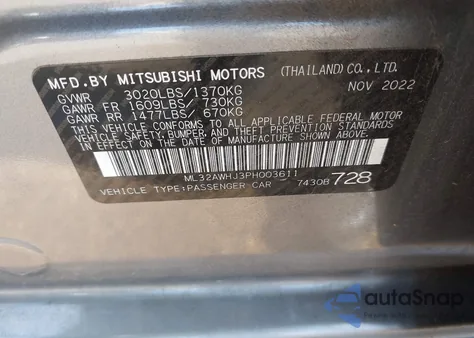 MFD.BY MITSUBISHI MOTORS (THAILAND) CO.,LTD.
GVWR 3020LBS/1370KG NOV 2022
GAWR FR 1609LBS/ 730KG
GAWR RR 1477LBS/ 670KG
THIS VEHICLE CONFORMS TO ALL APPLICABLE FEDERAL MOTOR
VEHICLE SAFETY, BUMPER, AND THEFT PREVENTION STANDARDS
IN EFFECT ON THE DATE OF MANUFACTURE SHOWN ABOVE.
ML32AWHJ3PH003611
VEHICLE TYPE:PASSENGER CAR 7430B 728
autoSnap